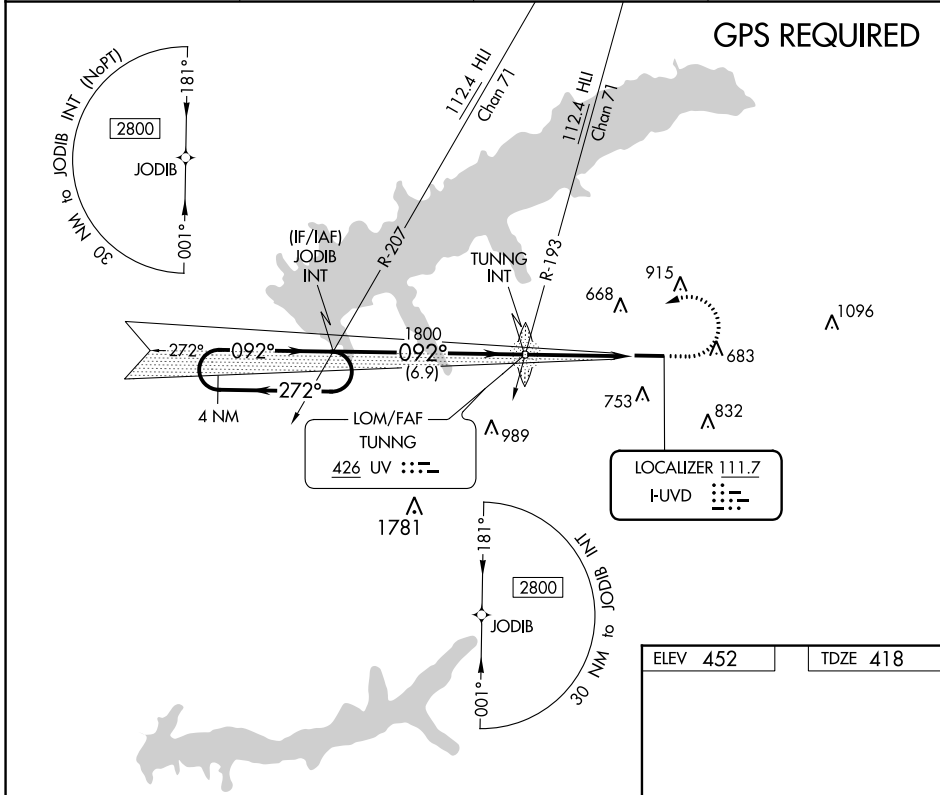 GPS REQUIRED
30 NM to JODIB INT (NoPT)
181°
2800
JODIB
001°
112.4 HLI
Chan 71
112.4 HLI
Chan 71
R-207
R-193
(IF/IAF)
JODIB
INT
TUNNG
INT
915
668
1096
1800
272°
092°
092°
(6.9)
683
272°
4 NM
753
832
LOM/FAF
TUNNG
426 UV
989
LOCALIZER 111.7
I-UVD
1781
181°
2800
JODIB
001°
30 NM to JODIB INT
ELEV 452
TDZE 418